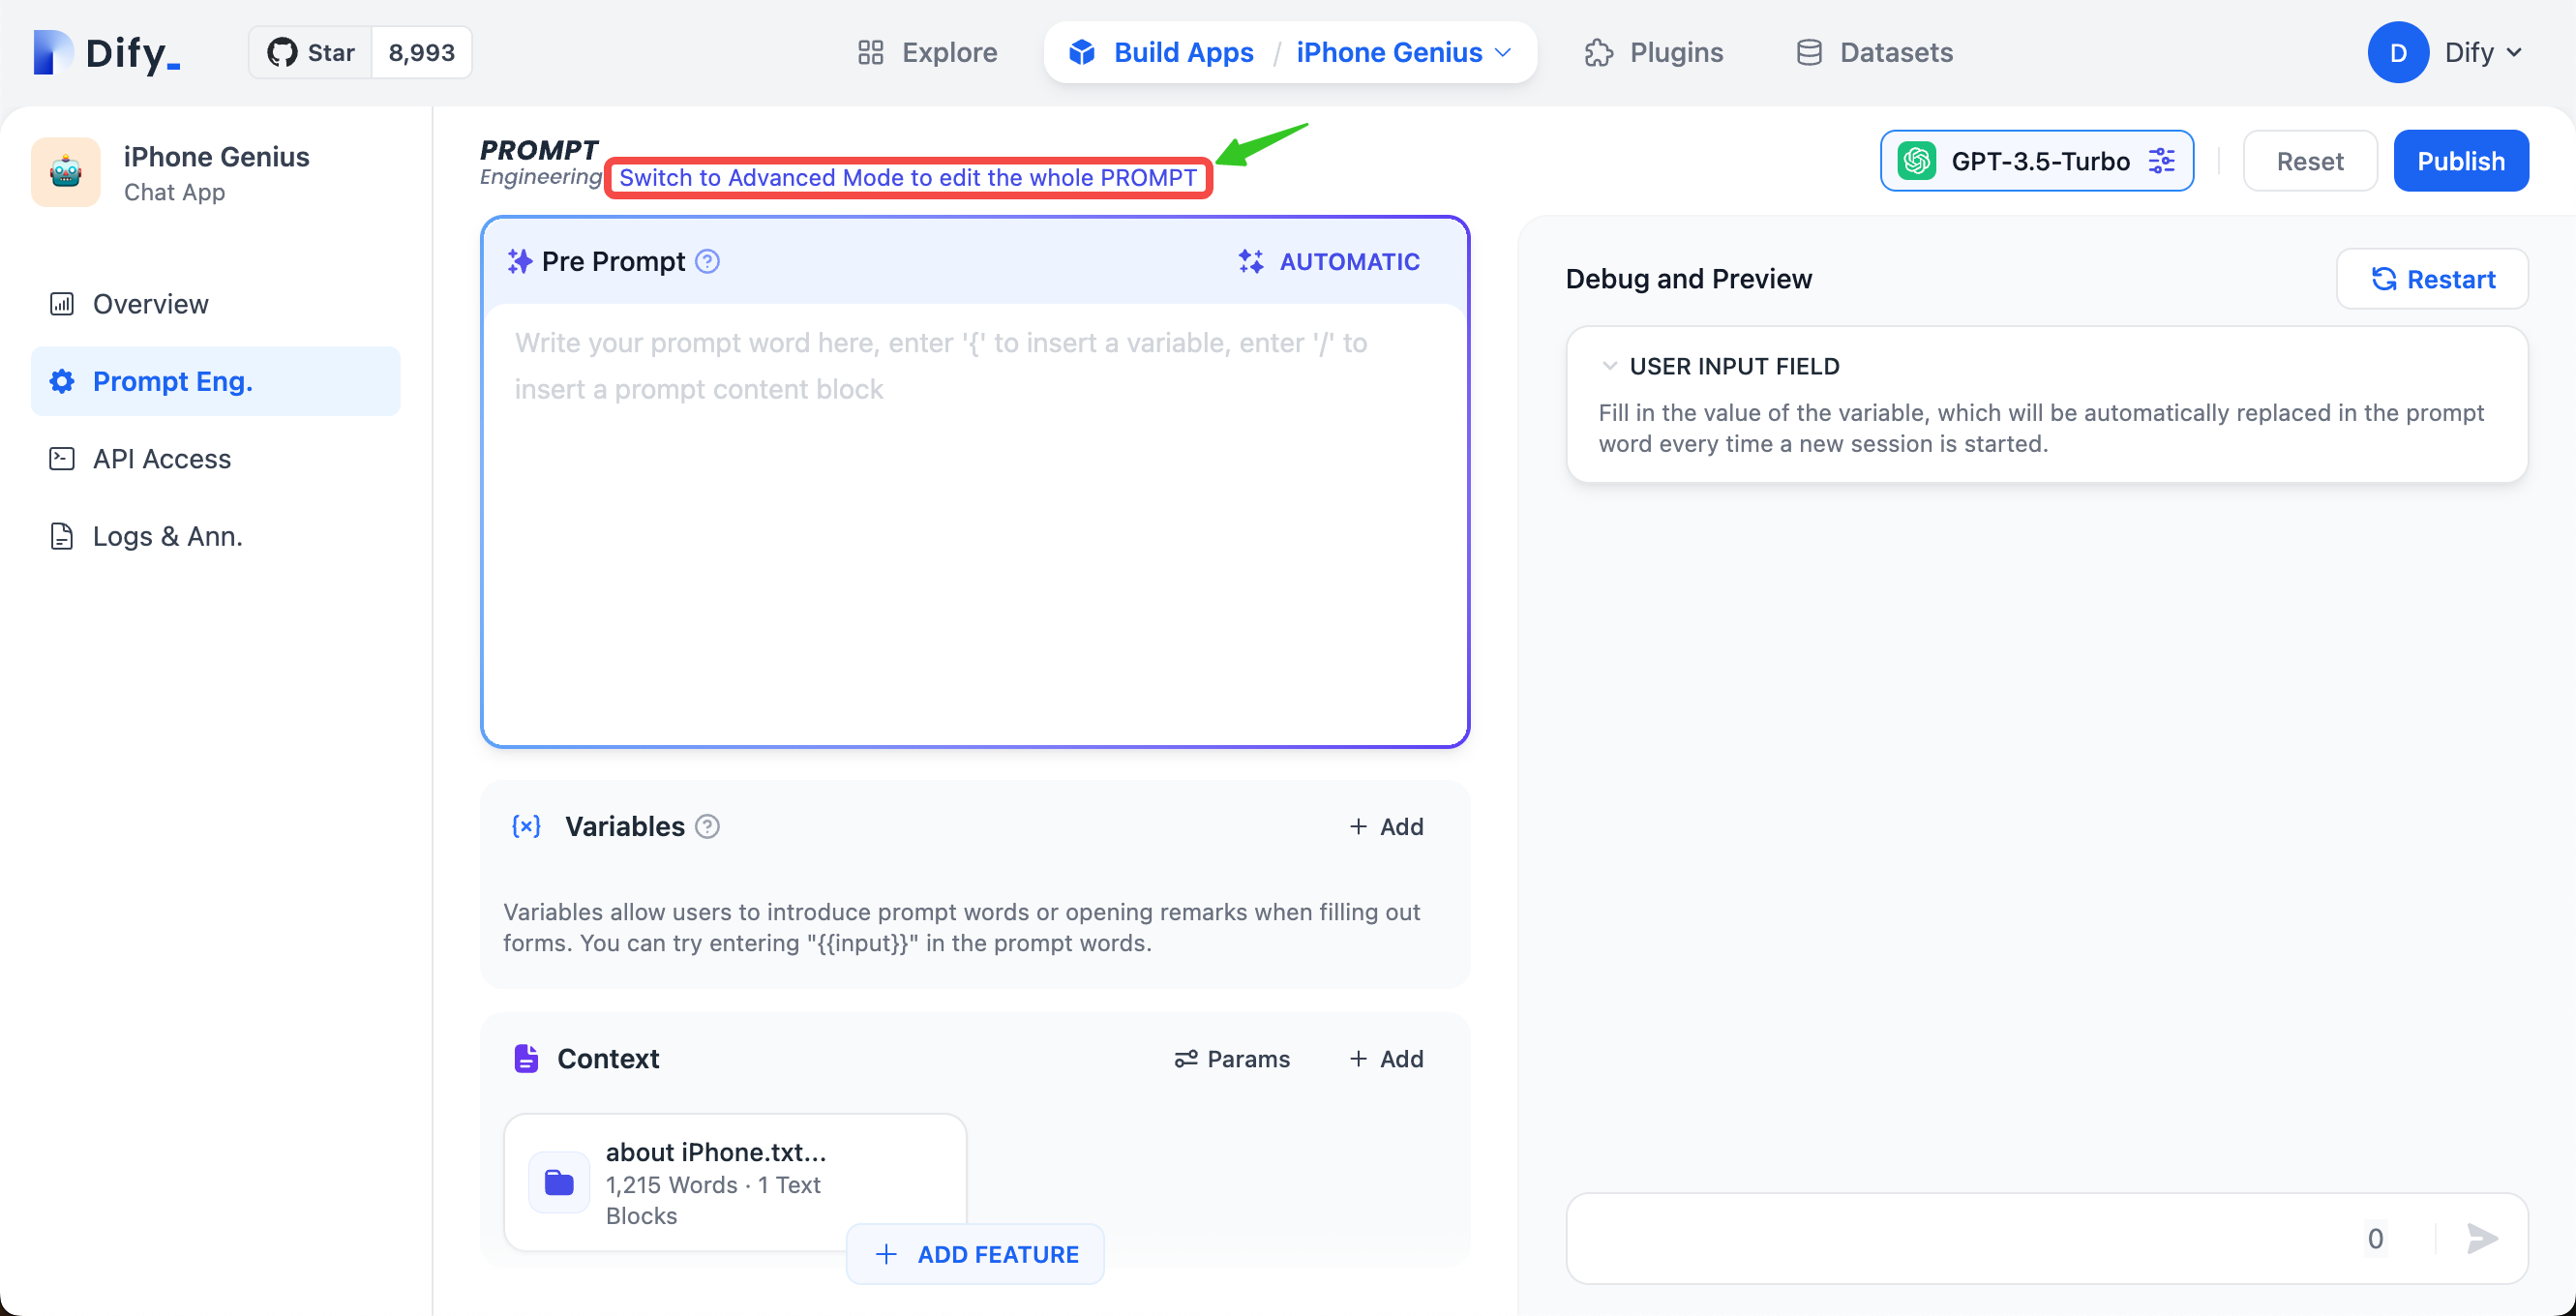 Dify_
Star 8,993
Explore
Build Apps / iPhone Genius
Plugins
Datasets
D Dify
iPhone Genius
Chat App
Overview
Prompt Eng.
API Access
Logs & Ann.
PROMPT
Engineering Switch to Advanced Mode to edit the whole PROMPT
GPT-3.5-Turbo
Reset
Publish
Pre Prompt
AUTOMATIC
Write your prompt word here, enter '{' to insert a variable, enter '/' to
insert a prompt content block
Variables
+ Add
Variables allow users to introduce prompt words or opening remarks when filling out
forms. You can try entering "{{input}}" in the prompt words.
Context
Params
+ Add
about iPhone.txt...
1,215 Words · 1 Text
Blocks
+ ADD FEATURE
Debug and Preview
Restart
USER INPUT FIELD
Fill in the value of the variable, which will be automatically replaced in the prompt
word every time a new session is started.
0